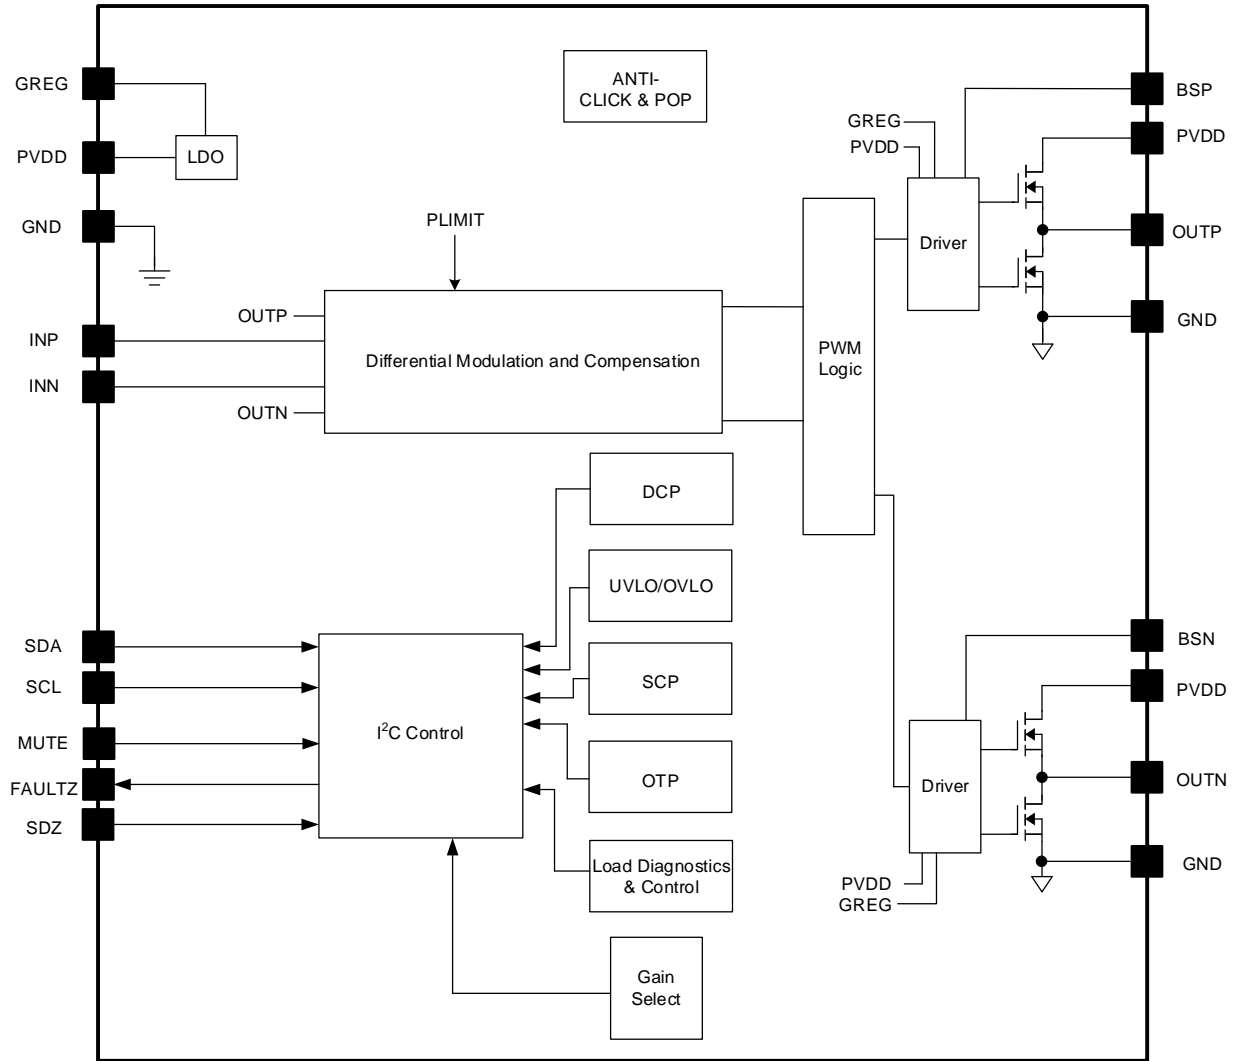 GREG
PVDD
GND
INP
INN
SDA
SCL
MUTE
FAULTZ
SDZ
LDO
ANTI-
CLICK & POP
PLIMIT
OUTP
OUTN
Differential Modulation and Compensation
PWM
Logic
DCP
UVLO/OVLO
SCP
OTP
Load Diagnostics
& Control
Gain
Select
I²C Control
GREG
PVDD
Driver
BSP
PVDD
OUTP
GND
Driver
PVDD
GREG
BSN
PVDD
OUTN
GND